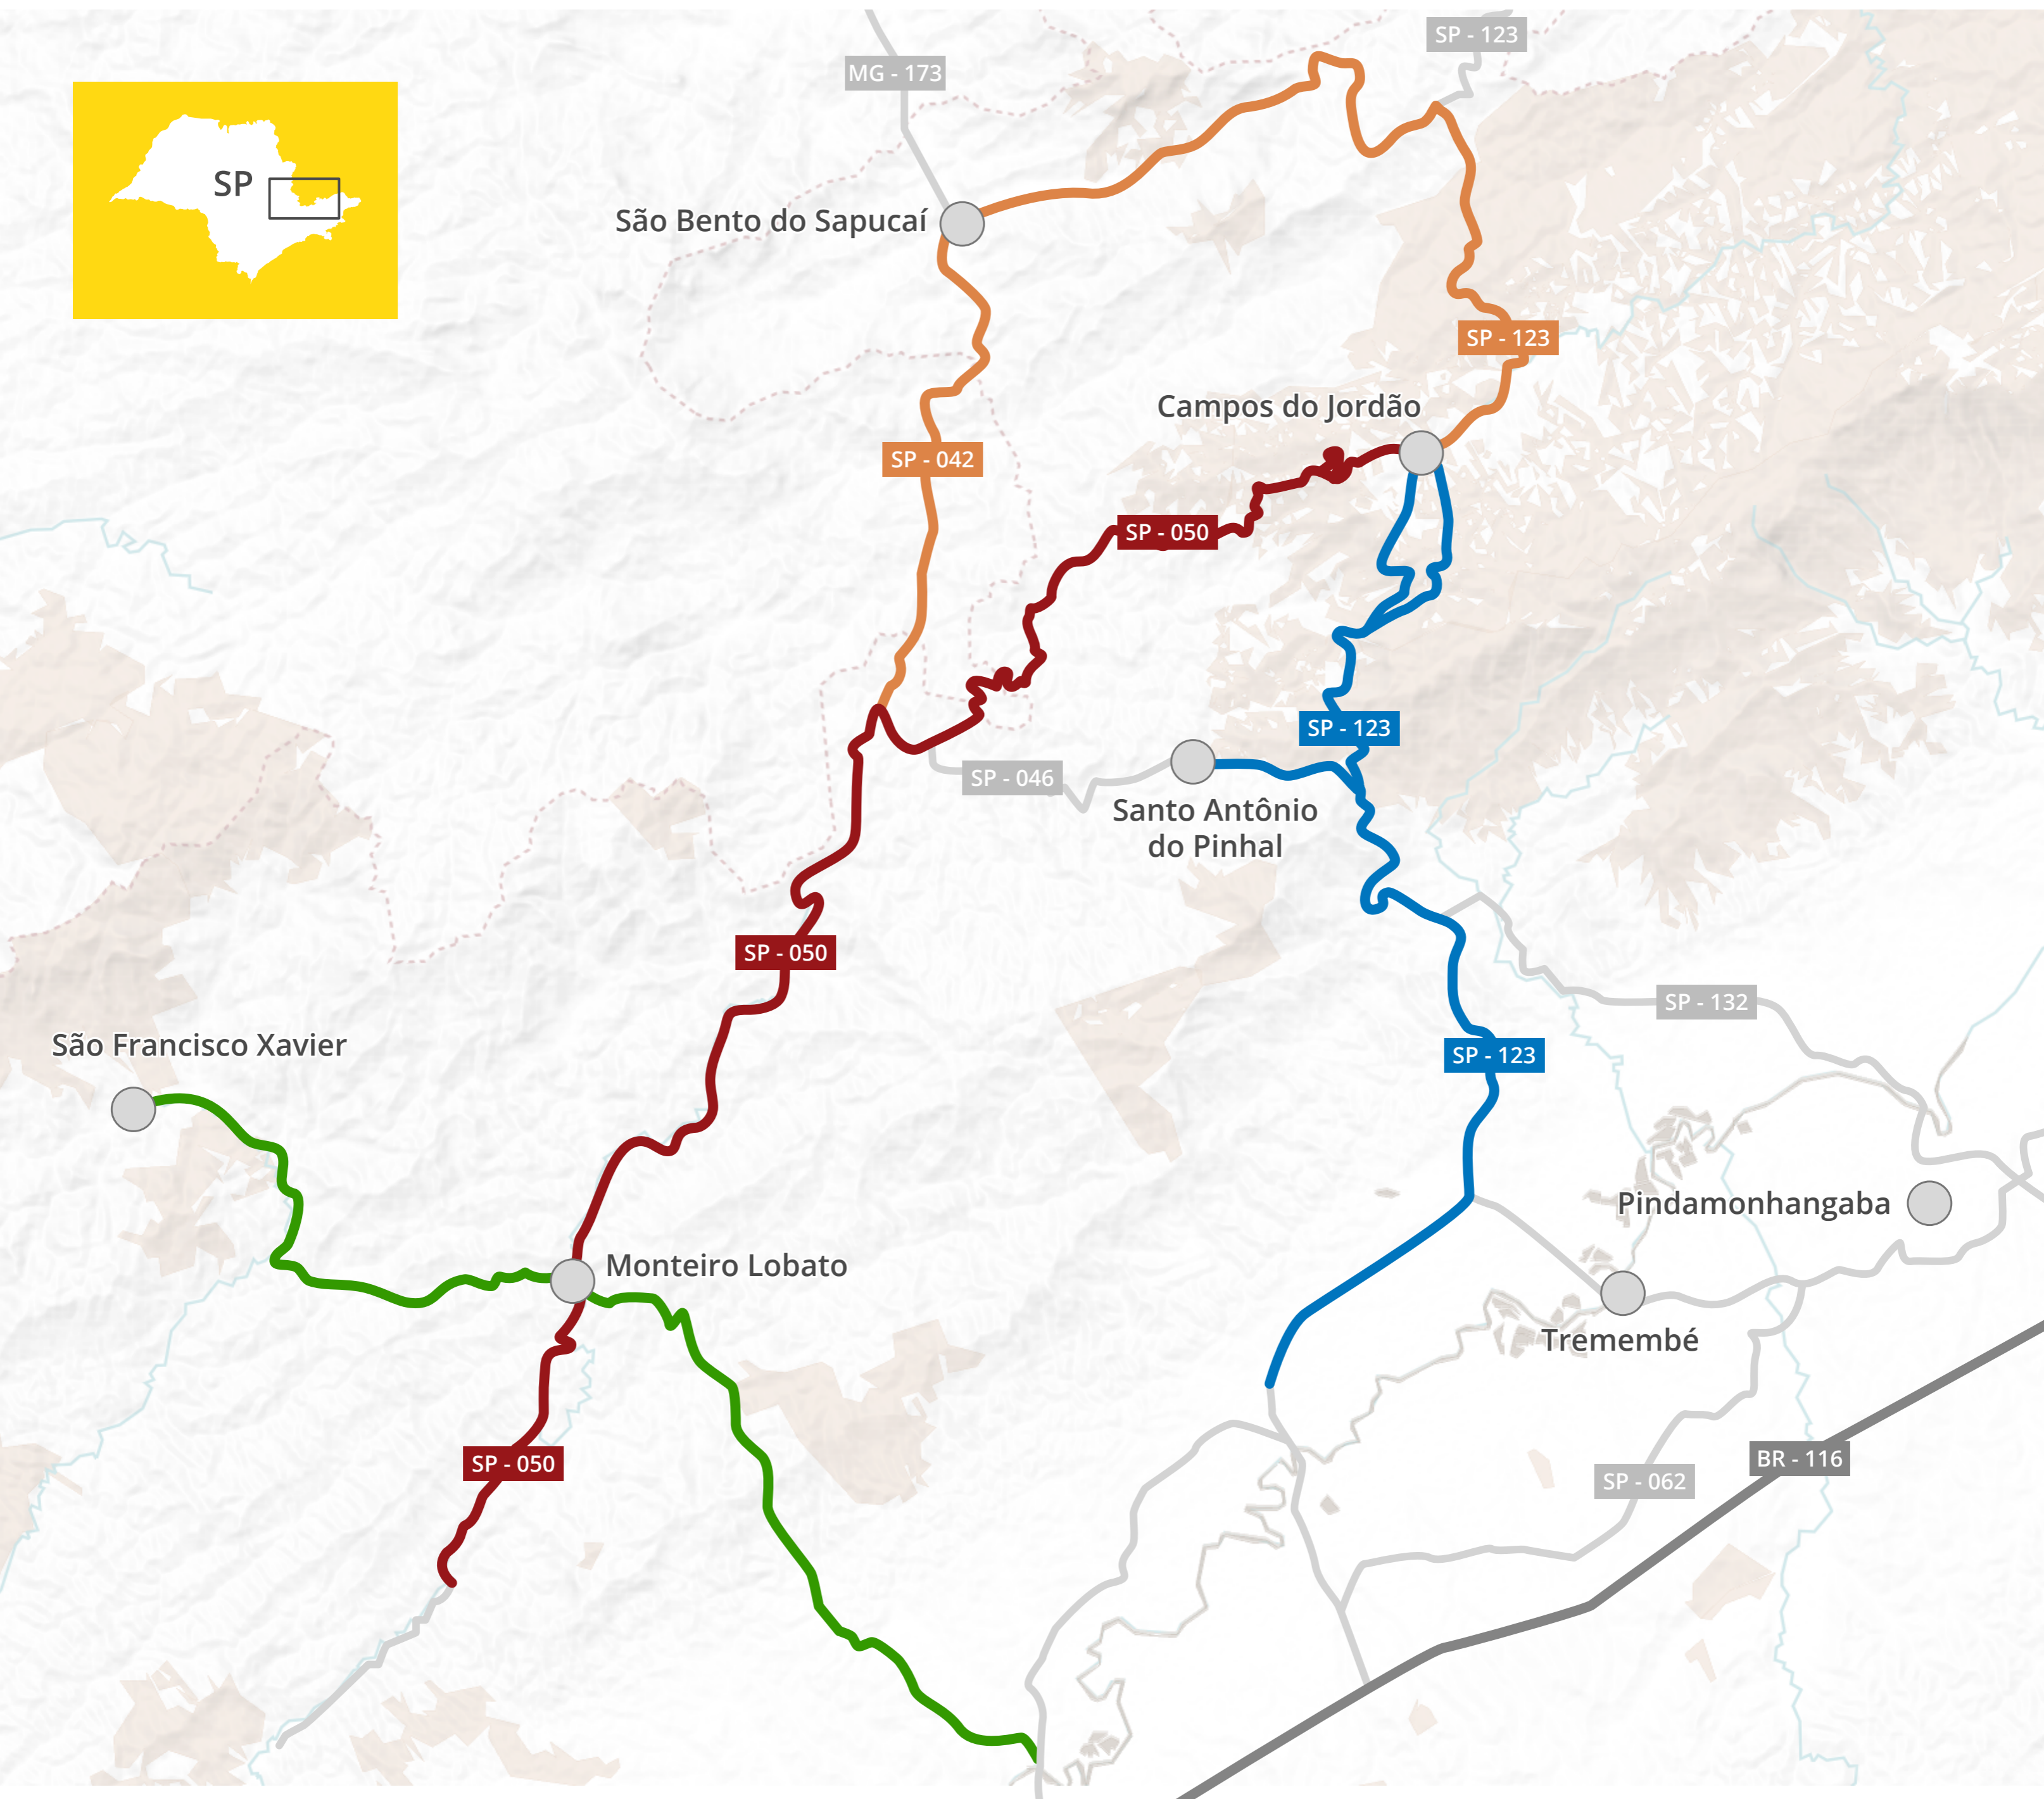 SP - 123
MG - 173
SP
São Bento do Sapucaí
SP - 123
Campos do Jordão
SP - 042
SP - 050
SP - 123
SP - 046
Santo Antônio
do Pinhal
SP - 050
SP - 132
São Francisco Xavier
SP - 123
Pindamonhangaba
Monteiro Lobato
Tremembé
SP - 050
BR - 116
SP - 062